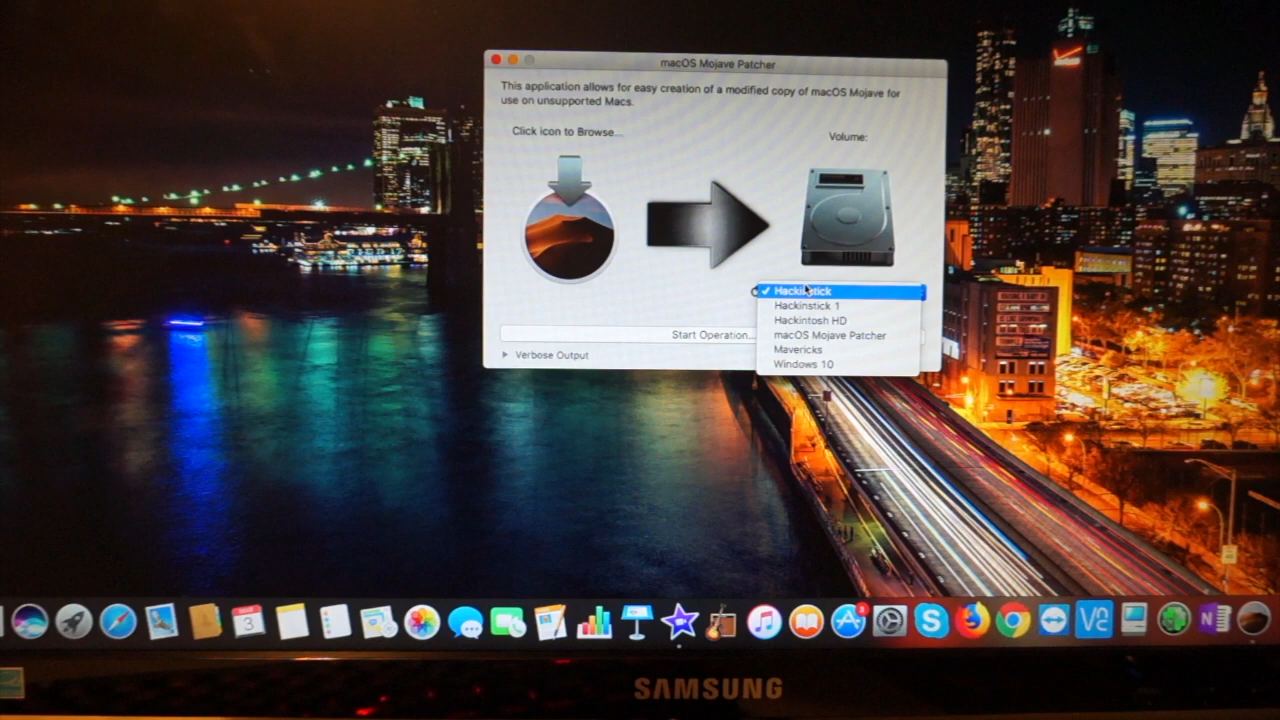 macOS Mojave Patcher
This application allows for easy creation of a modified copy of macOS Mojave for
use on unsupported Macs.
Click icon to Browse...
Volume:
✓ Hackinstick
Hackinstick 1
Hackintosh HD
macOS Mojave Patcher
Mavericks
Windows 10
Start Operation...
Verbose Output
3
3
N
SAMSUNG